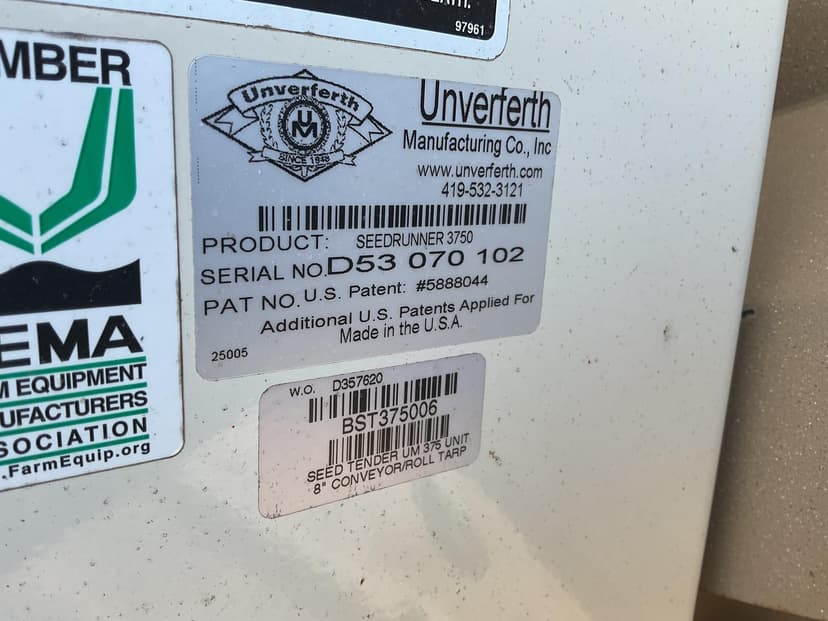 97961
MBER
EMA
M EQUIPMENT
UFACTURERS
SOCIATION
.FarmEquip.org
Unverferth
UM
SINCE 1948
Unverferth
Manufacturing Co., Inc
www.unverferth.com
419-532-3121
PRODUCT: SEEDRUNNER 3750
SERIAL NO. D53 070 102
PAT NO. U.S. Patent: #5888044
Additional U.S. Patents Applied For
Made in the U.S.A.
25005
W.O. D357620
BST375006
SEED TENDER UM 375 UNIT
8" CONVEYOR/ROLL TARP